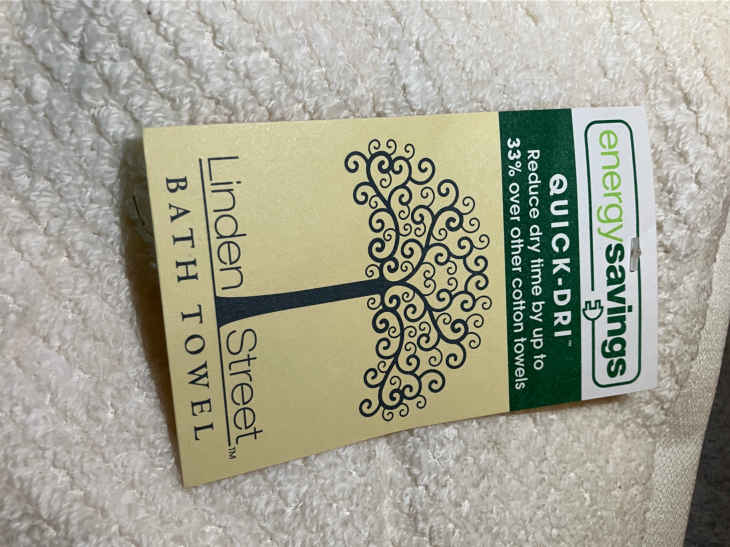 energysavings
QUICK-DRI™
Reduce dry time by up to
33% over other cotton towels
Linden Street™
BATH TOWEL